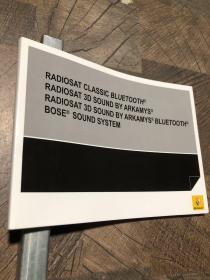 RADIOSAT CLASSIC BLUETOOTH®
RADIOSAT 3D SOUND BY ARKAMYS®
RADIOSAT 3D SOUND BY ARKAMYS® BLUETOOTH®
BOSE® SOUND SYSTEM